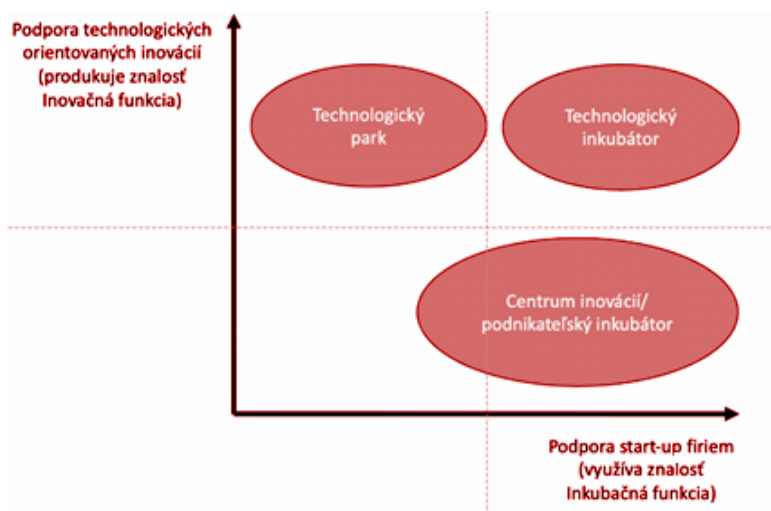 Podpora technologických
orientovaných inovácií
(produkuje znalosť
Inovačná funkcia)
Technologický
park
Technologický
inkubátor
Centrum inovácií/
podnikateľský inkubátor
Podpora start-up firiem
(využíva znalosť
Inkubačná funkcia)